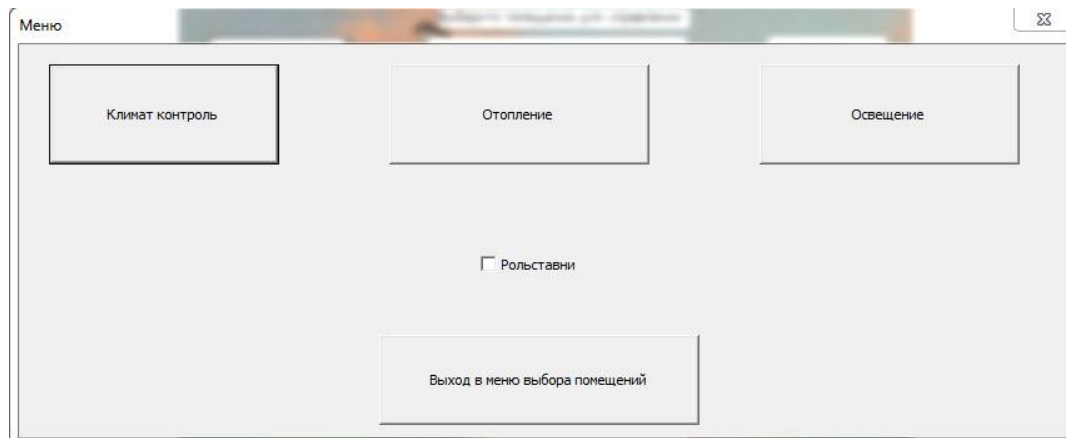 Меню
Климат контроль
Отопление
Освещение
Рольставни
Выход в меню выбора помещений